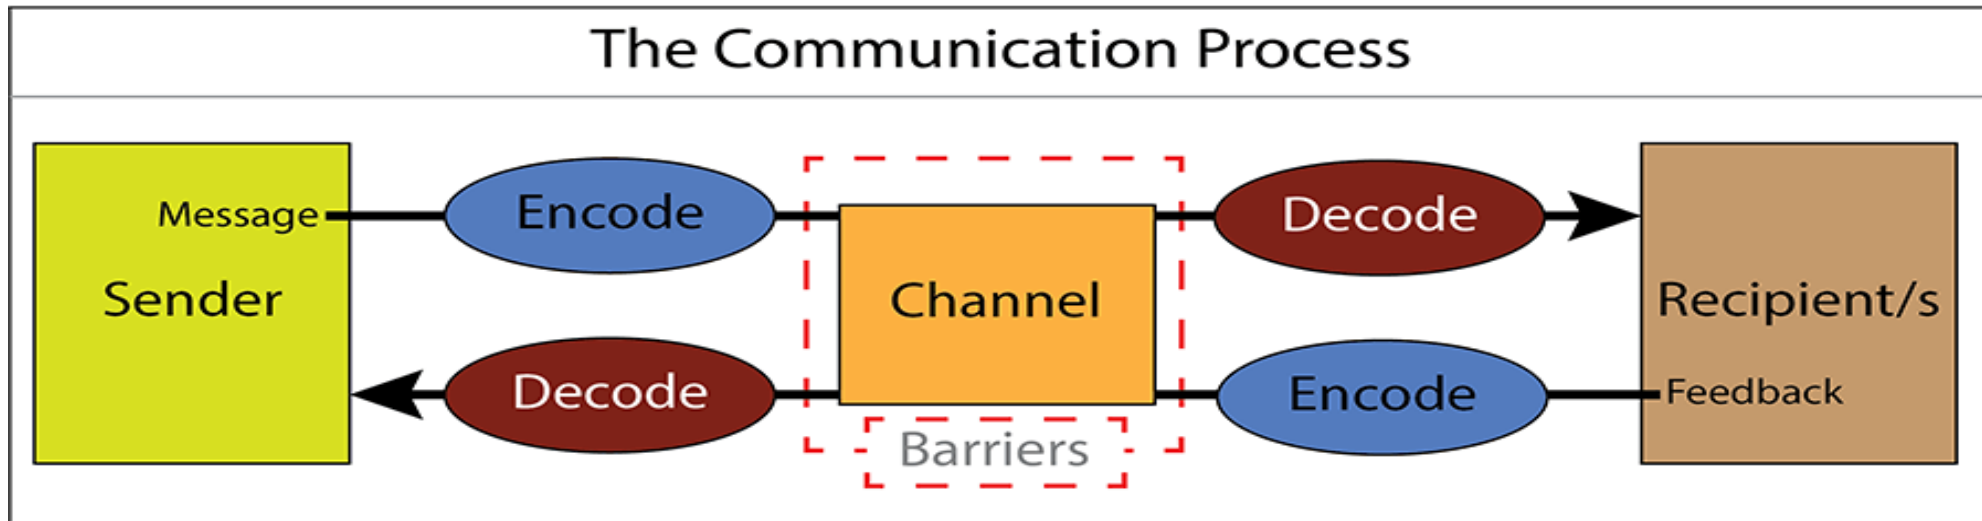 The Communication Process
Message
Encode
Decode
Sender
Channel
Recipient/s
Decode
Encode
Feedback
Barriers